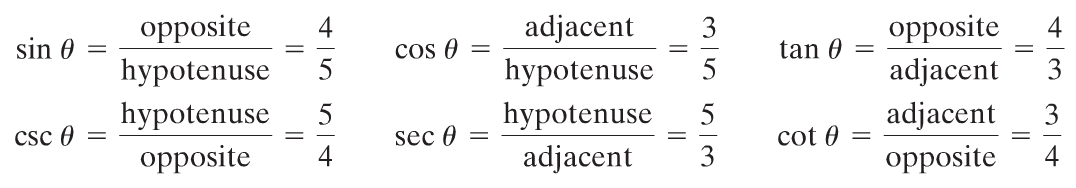 sin θ = opposite/hypotenuse = 4/5 cos θ = adjacent/hypotenuse = 3/5 tan θ = opposite/adjacent = 4/3
csc θ = hypotenuse/opposite = 5/4 sec θ = hypotenuse/adjacent = 5/3 cot θ = adjacent/opposite = 3/4